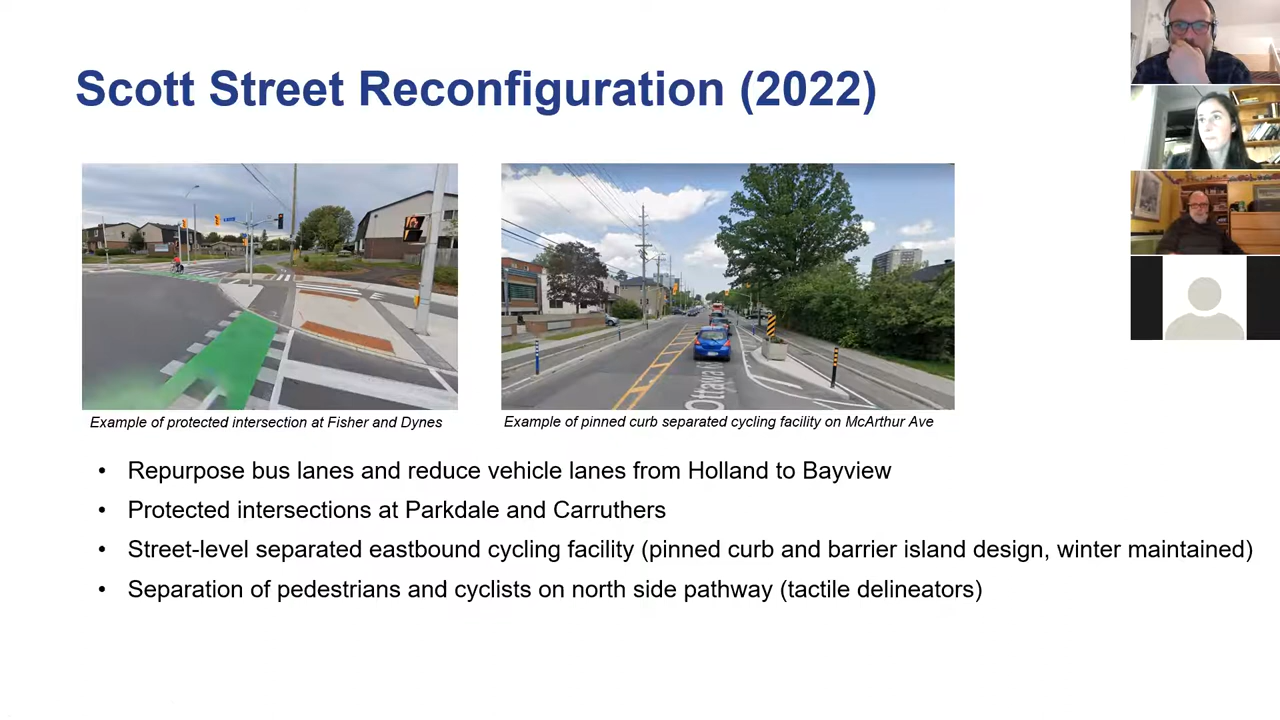 Scott Street Reconfiguration (2022)
Ottawa
Example of protected intersection at Fisher and Dynes
Example of pinned curb separated cycling facility on McArthur Ave
• Repurpose bus lanes and reduce vehicle lanes from Holland to Bayview
• Protected intersections at Parkdale and Carruthers
• Street-level separated eastbound cycling facility (pinned curb and barrier island design, winter maintained)
• Separation of pedestrians and cyclists on north side pathway (tactile delineators)